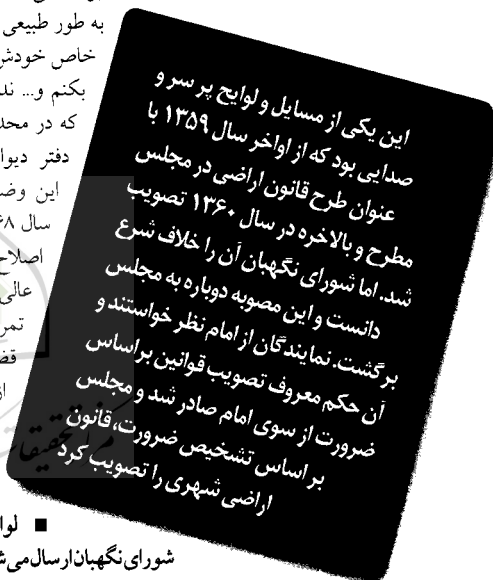 به طور طبیعی
خاص خودش
بکنم و... ند
که در محد
دفتر دیوا
این وض
سال ۶۸
اصلاح
عالی
تمر
قض
از
این یکی از مسایل و لوایح پر سر و
صدایی بود که از اواخر سال ۱۳۵۹ با
عنوان طرح قانون اراضی در مجلس
مطرح و بالاخره در سال ۱۳۶۰ تصویب
شد. اما شورای نگهبان آن را خلاف شرع
دانست و این مصوبه دوباره به مجلس
برگشت. نمایندگان از امام نظر خواستند و
آن حکم معروف تصویب قوانین براساس
ضرورت از سوی امام صادر شد و مجلس
بر اساس تشخیص ضرورت، قانون
اراضی شهری را تصویب کرد
■ لوا
شورای نگهبان ارسال می‌ش